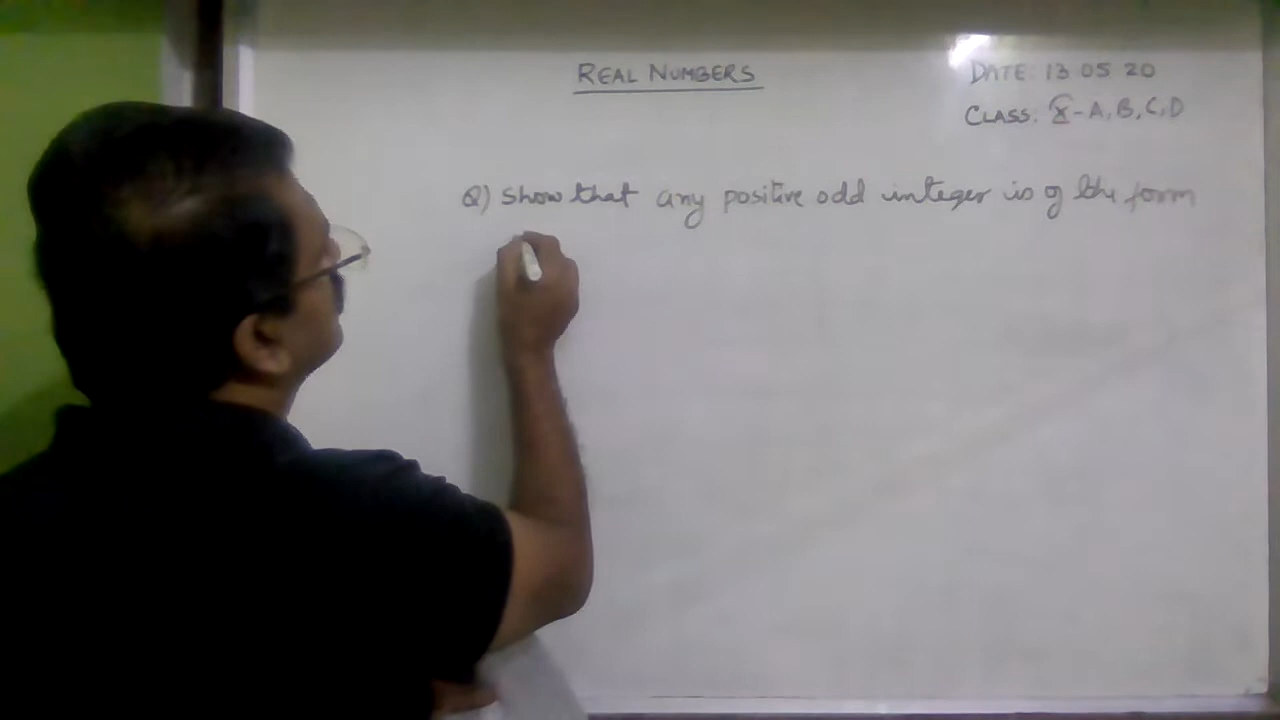 REAL NUMBERS
DATE: 13 05 20
CLASS: X - A, B, C, D
Q) Show that any positive odd integer is of the form